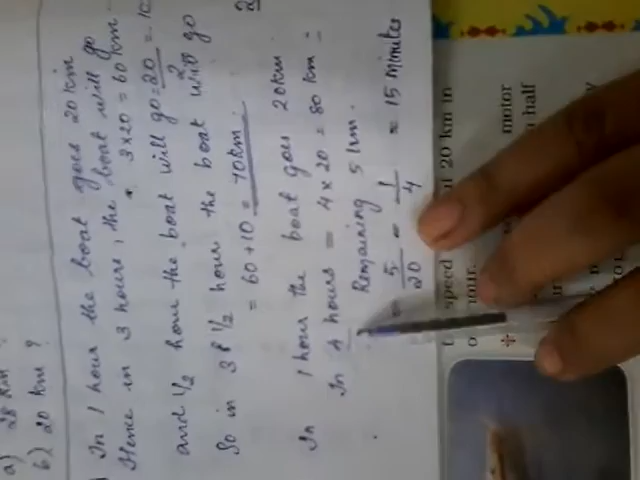 a) 28 km ?
b) 20 km ?
In 1 hour the boat goes 20 km
Hence in 3 hours, the boat will go
3 x 20 = 60 km.
and 1/2 hour the boat will go = 20/2 = 10
So in 3 & 1/2 hour the boat will go
= 60 + 10 = 70 km.
In 1 hour the boat goes 20 km.
In 4 hours = 4 x 20 = 80 km =
Remaining 5 km.
= 5/20 = 1/4 = 15 minutes
20 km in
speed
motor
half
our.